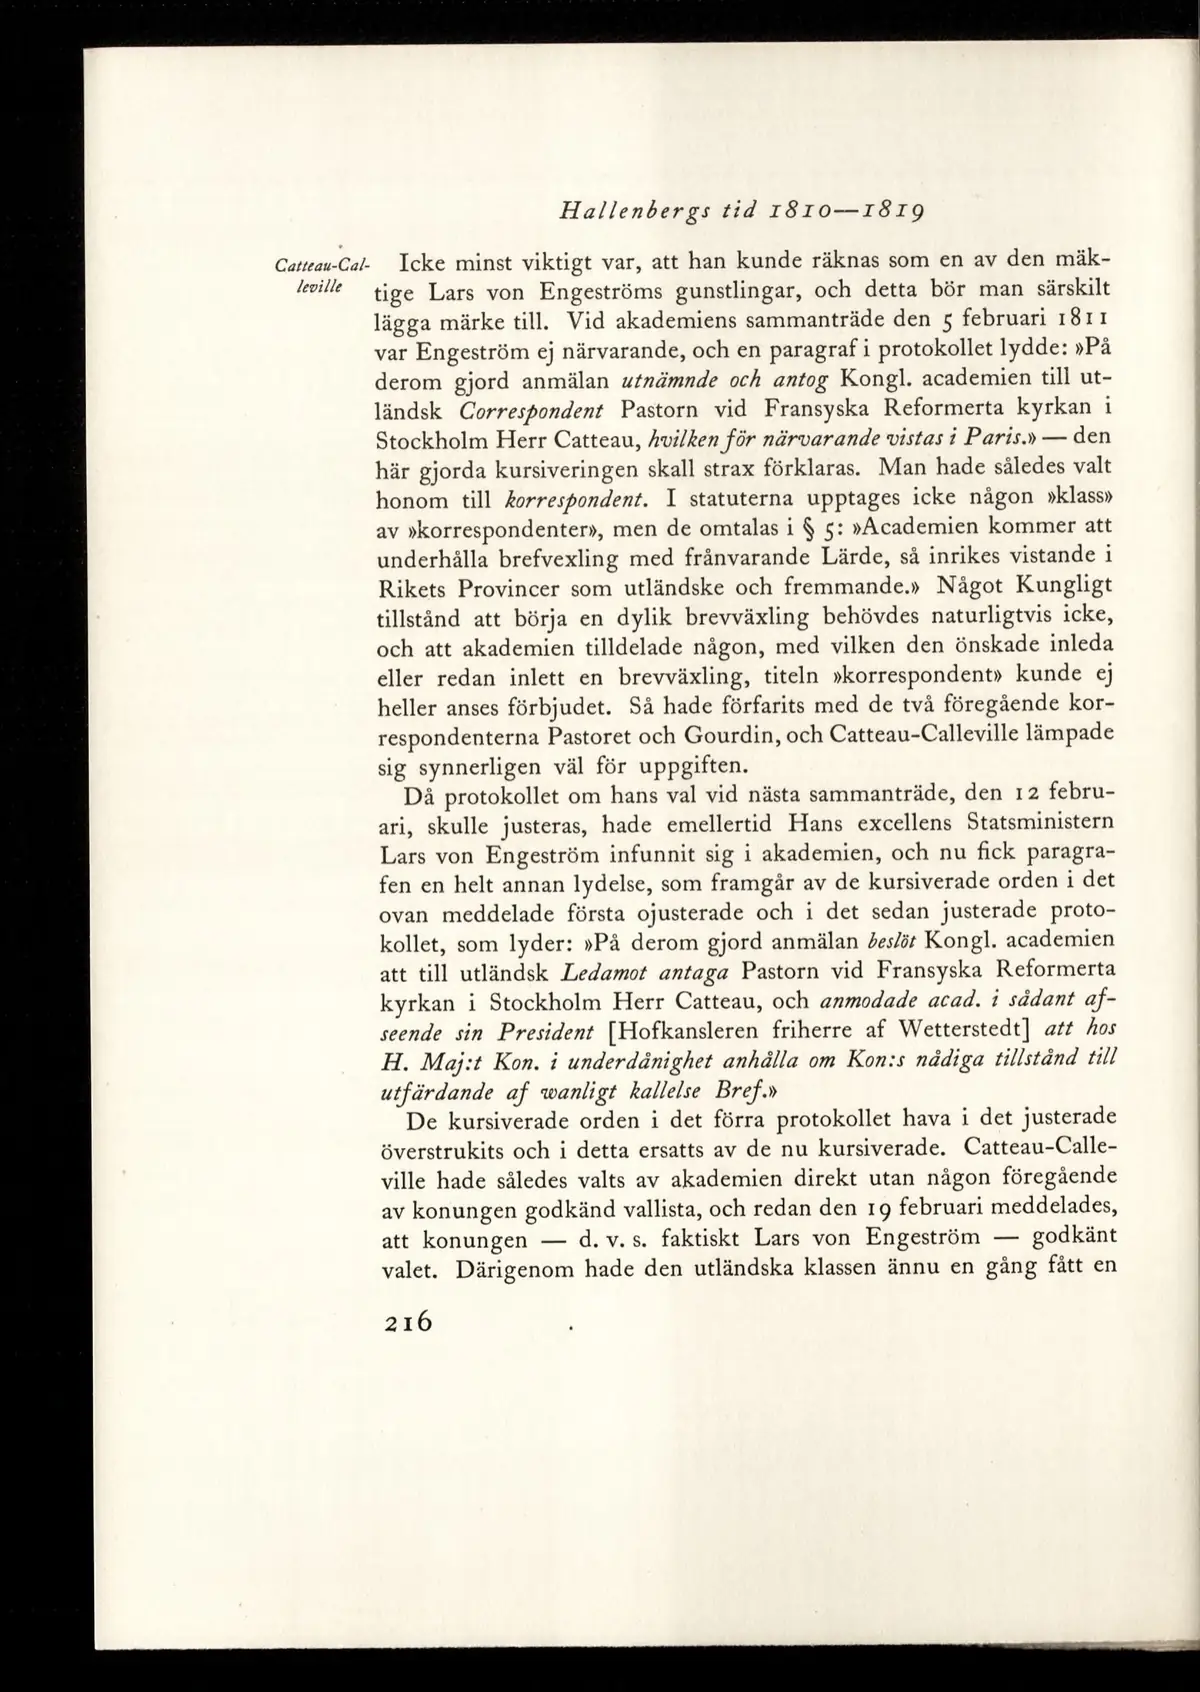 Hallenbergs tid 1810—1819
Catteau-Cal-
leville
Icke minst viktigt var, att han kunde räknas som en av den mäk-
tige Lars von Engeströms gunstlingar, och detta bör man särskilt
lägga märke till. Vid akademiens sammanträde den 5 februari 1811
var Engeström ej närvarande, och en paragraf i protokollet lydde: »På
derom gjord anmälan utnämnde och antog Kongl. academien till ut-
ländsk Correspondent Pastorn vid Fransyska Reformerta kyrkan i
Stockholm Herr Catteau, hvilken för närvarande vistas i Paris.» — den
här gjorda kursiveringen skall strax förklaras. Man hade således valt
honom till korrespondent. I statuterna upptages icke någon »klass»
av »korrespondenter», men de omtalas i § 5: »Academien kommer att
underhålla brefvexling med frånvarande Lärde, så inrikes vistande i
Rikets Provincer som utländske och fremmande.» Något Kungligt
tillstånd att börja en dylik brevväxling behövdes naturligtvis icke,
och att akademien tilldelade någon, med vilken den önskade inleda
eller redan inlett en brevväxling, titeln »korrespondent» kunde ej
heller anses förbjudet. Så hade förfarits med de två föregående kor-
respondenterna Pastoret och Gourdin, och Catteau-Calleville lämpade
sig synnerligen väl för uppgiften.
Då protokollet om hans val vid nästa sammanträde, den 12 febru-
ari, skulle justeras, hade emellertid Hans excellens Statsministern
Lars von Engeström infunnit sig i akademien, och nu fick paragra-
fen en helt annan lydelse, som framgår av de kursiverade orden i det
ovan meddelade första ojusterade och i det sedan justerade proto-
kollet, som lyder: »På derom gjord anmälan beslöt Kongl. academien
att till utländsk Ledamot antaga Pastorn vid Fransyska Reformerta
kyrkan i Stockholm Herr Catteau, och anmodade acad. i sådant af-
seende sin President [Hofkansleren friherre af Wetterstedt] att hos
H. Maj:t Kon. i underdånighet anhålla om Kon:s nådiga tillstånd till
utfärdande af wanligt kallelse Bref.»
De kursiverade orden i det förra protokollet hava i det justerade
överstrukits och i detta ersatts av de nu kursiverade. Catteau-Calle-
ville hade således valts av akademien direkt utan någon föregående
av konungen godkänd vallista, och redan den 19 februari meddelades,
att konungen — d. v. s. faktiskt Lars von Engeström — godkänt
valet. Därigenom hade den utländska klassen ännu en gång fått en
216